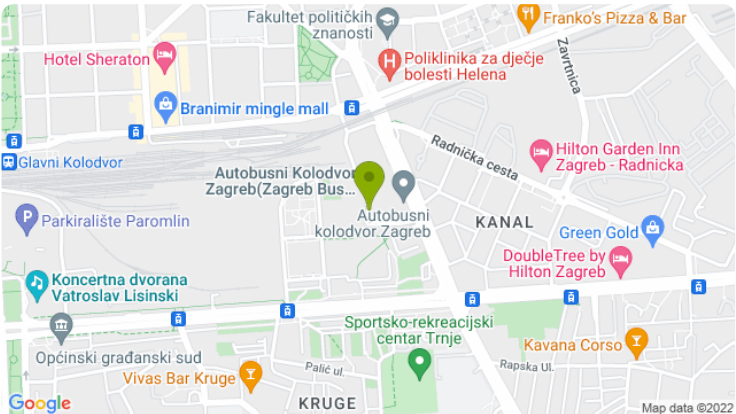 Fakultet političkih
znanosti
Franko's Pizza & Bar
Hotel Sheraton
Poliklinika za dječje
bolesti Helena
Zavrtnica
Branimir mingle mall
Radnička cesta
Hilton Garden Inn
Zagreb - Radnicka
Glavni Kolodvor
Autobusni Kolodvor
Zagreb(Zagreb Bus...
Parkiralište Paromlin
Autobusni
kolodvor Zagreb
KANAL
Green Gold
DoubleTree by
Hilton Zagreb
Koncertna dvorana
Vatroslav Lisinski
Sportsko-rekreacijski
centar Trnje
Općinski građanski sud
Kavana Corso
Palić ul.
Rapska Ul.
Vivas Bar Kruge
KRUGE
Google
Map data ©2022